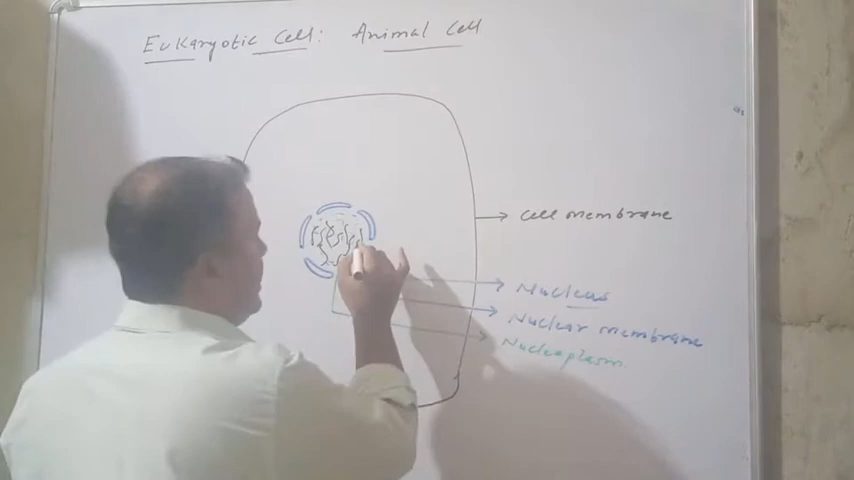 Eukaryotic Cell: Animal Cell
Cell membrane
Nucleus
Nuclear membrane
Nucleoplasm